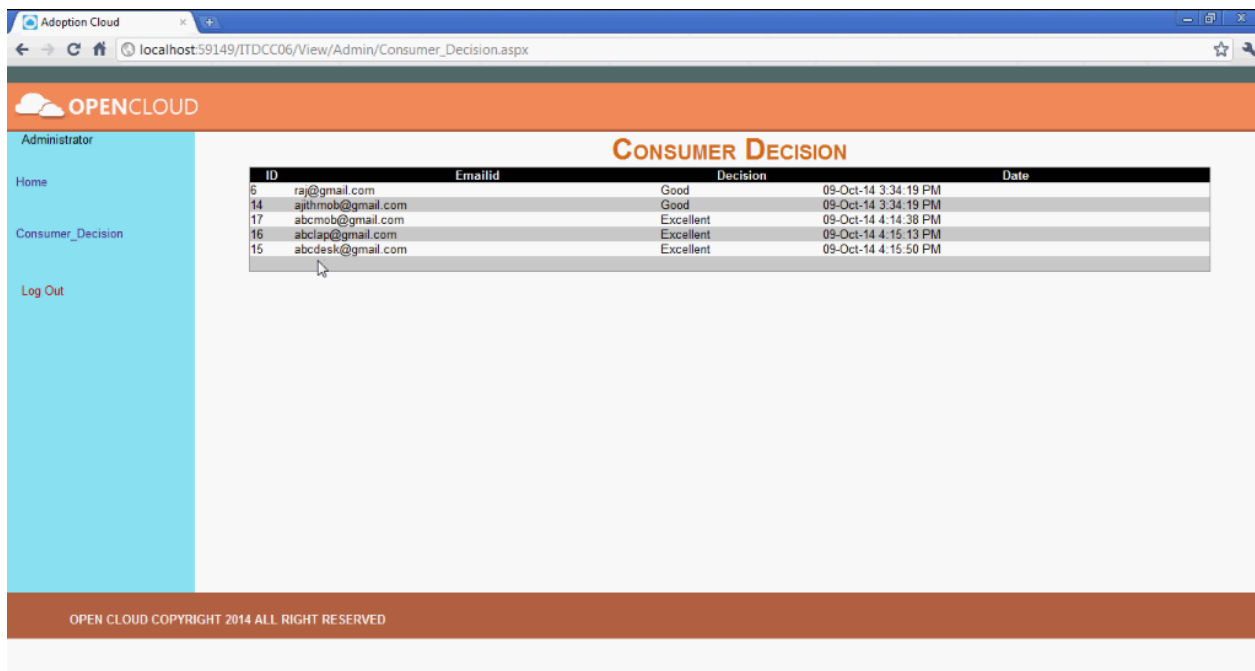 Adoption Cloud
localhost:59149/ITDCC06/View/Admin/Consumer_Decision.aspx
OPENCLOUD
Administrator
Home
Consumer_Decision
Log Out
CONSUMER DECISION
ID Emailid Decision Date
6 raj@gmail.com Good 09-Oct-14 3:34:19 PM
14 ajithmob@gmail.com Good 09-Oct-14 3:34:19 PM
17 abcmob@gmail.com Excellent 09-Oct-14 4:14:38 PM
16 abclap@gmail.com Excellent 09-Oct-14 4:15:13 PM
15 abcdesk@gmail.com Excellent 09-Oct-14 4:15:50 PM
OPEN CLOUD COPYRIGHT 2014 ALL RIGHT RESERVED